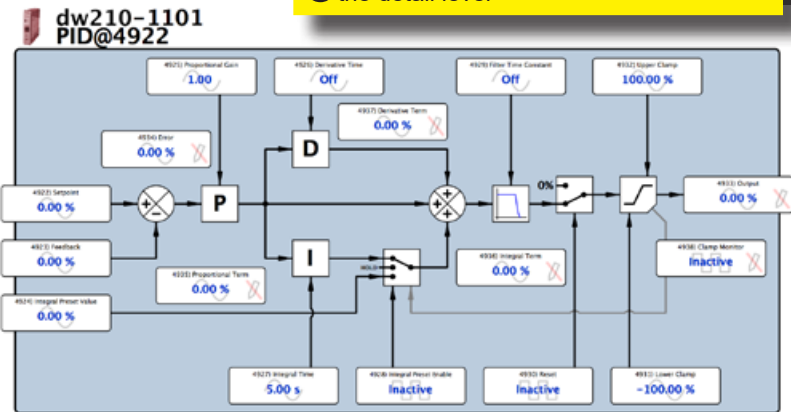 the detail level
dw210-1101
PID@4922
4925) Proportional Gain
1.00
4926) Derivative Time
Off
4929) Filter Time Constant
Off
4932) Upper Clamp
100.00 %
4937) Derivative Term
0.00 %
4934) Error
0.00 %
D
0%
4922) Setpoint
0.00 %
P
4933) Output
0.00 %
4923) Feedback
0.00 %
I
HOLD
4938) Clamp Monitor
Inactive
4935) Proportional Term
0.00 %
4936) Integral Term
0.00 %
4924) Integral Preset Value
0.00 %
4927) Integral Time
5.00 s
4928) Integral Preset Enable
Inactive
4930) Reset
Inactive
4931) Lower Clamp
-100.00 %